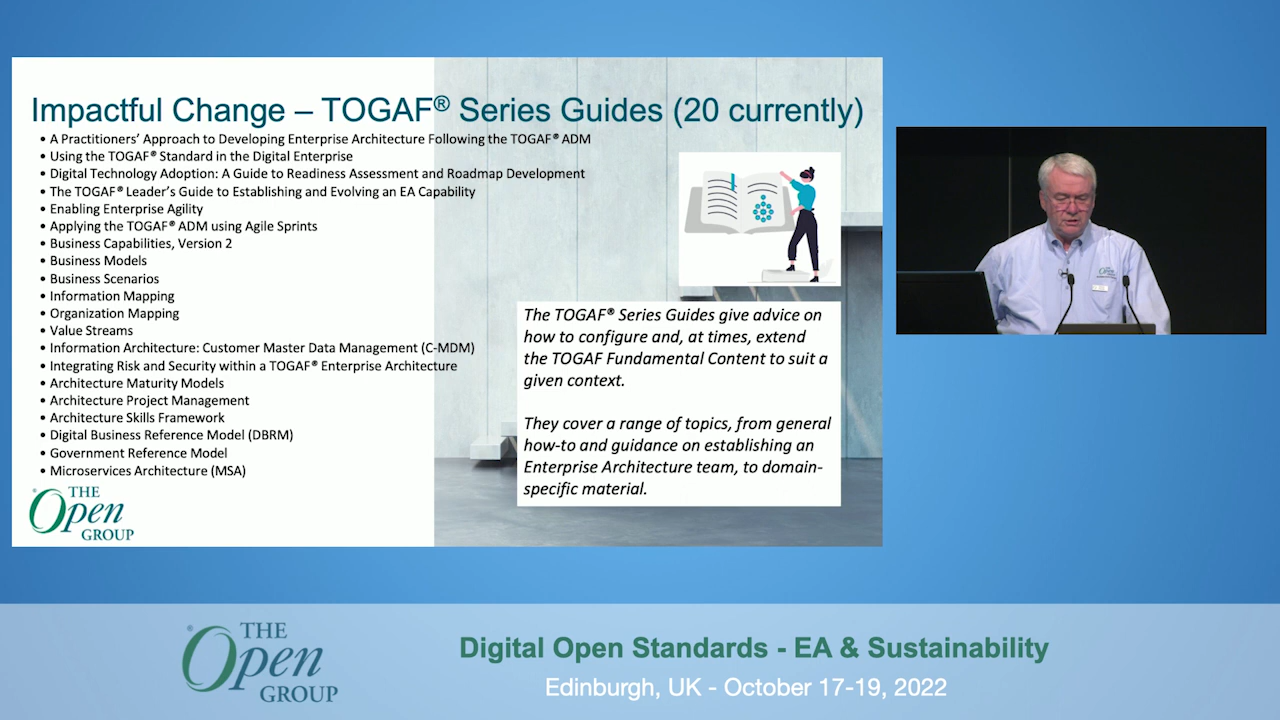 Impactful Change – TOGAF® Series Guides (20 currently)
• A Practitioners’ Approach to Developing Enterprise Architecture Following the TOGAF® ADM
• Using the TOGAF® Standard in the Digital Enterprise
• Digital Technology Adoption: A Guide to Readiness Assessment and Roadmap Development
• The TOGAF® Leader’s Guide to Establishing and Evolving an EA Capability
• Enabling Enterprise Agility
• Applying the TOGAF® ADM using Agile Sprints
• Business Capabilities, Version 2
• Business Models
• Business Scenarios
• Information Mapping
• Organization Mapping
• Value Streams
• Information Architecture: Customer Master Data Management (C-MDM)
• Integrating Risk and Security within a TOGAF® Enterprise Architecture
• Architecture Maturity Models
• Architecture Project Management
• Architecture Skills Framework
• Digital Business Reference Model (DBRM)
• Government Reference Model
• Microservices Architecture (MSA)
The TOGAF® Series Guides give advice on
how to configure and, at times, extend
the TOGAF Fundamental Content to suit a
given context.
They cover a range of topics, from general
how-to and guidance on establishing an
Enterprise Architecture team, to domain-
specific material.
THE
Open
GROUP
THE
Open
THE
Open
GROUP
Digital Open Standards - EA & Sustainability
Edinburgh, UK - October 17-19, 2022